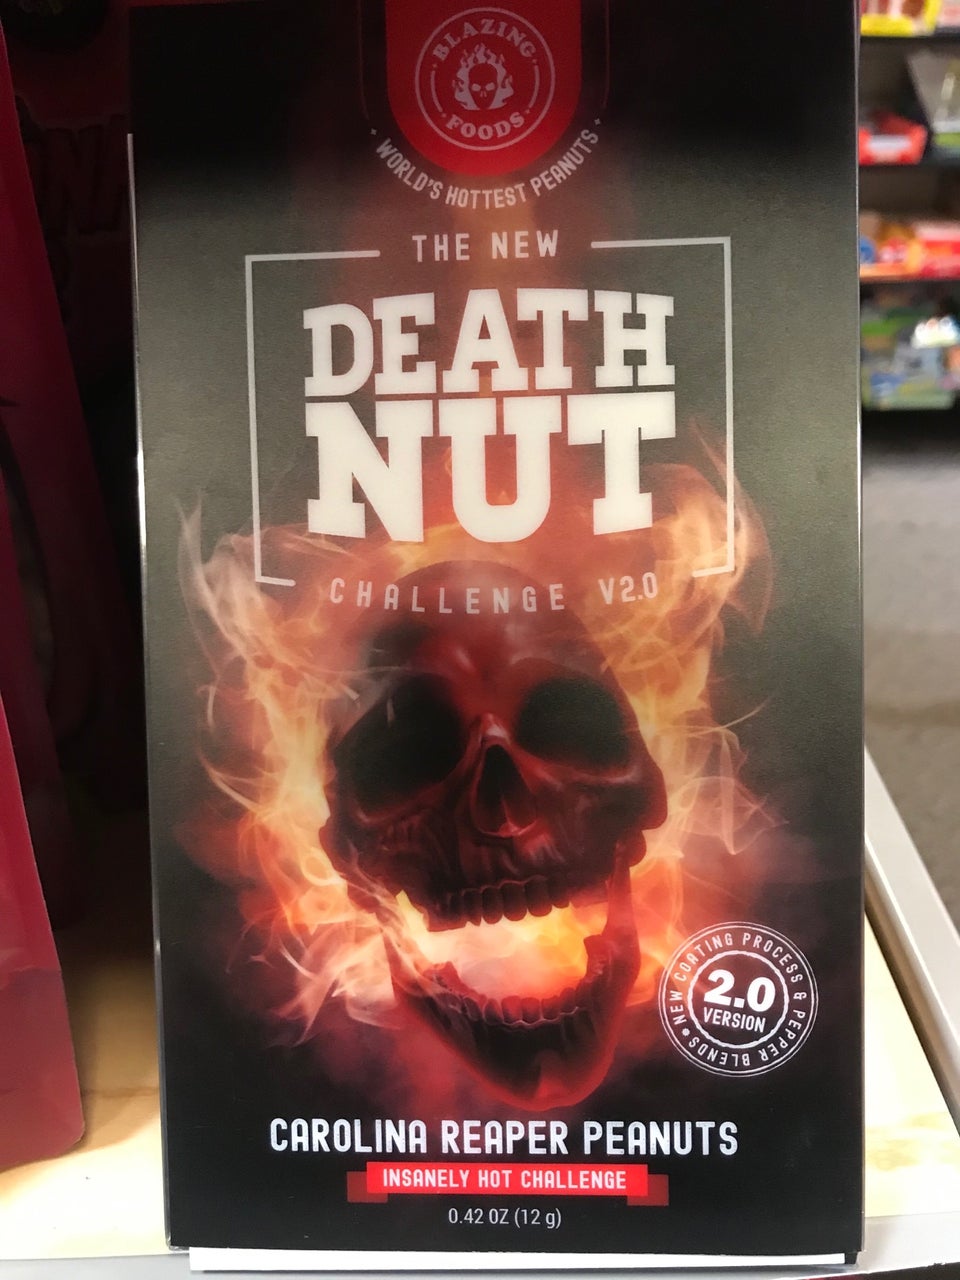 BLAZING
FOODS
WORLD'S HOTTEST PEANUTS
THE NEW
DEATH
NUT
CHALLENGE V2.0
NEW COATING PROCESS & PEPPER BLENDS
2.0
VERSION
CAROLINA REAPER PEANUTS
INSANELY HOT CHALLENGE
0.42 OZ (12 g)